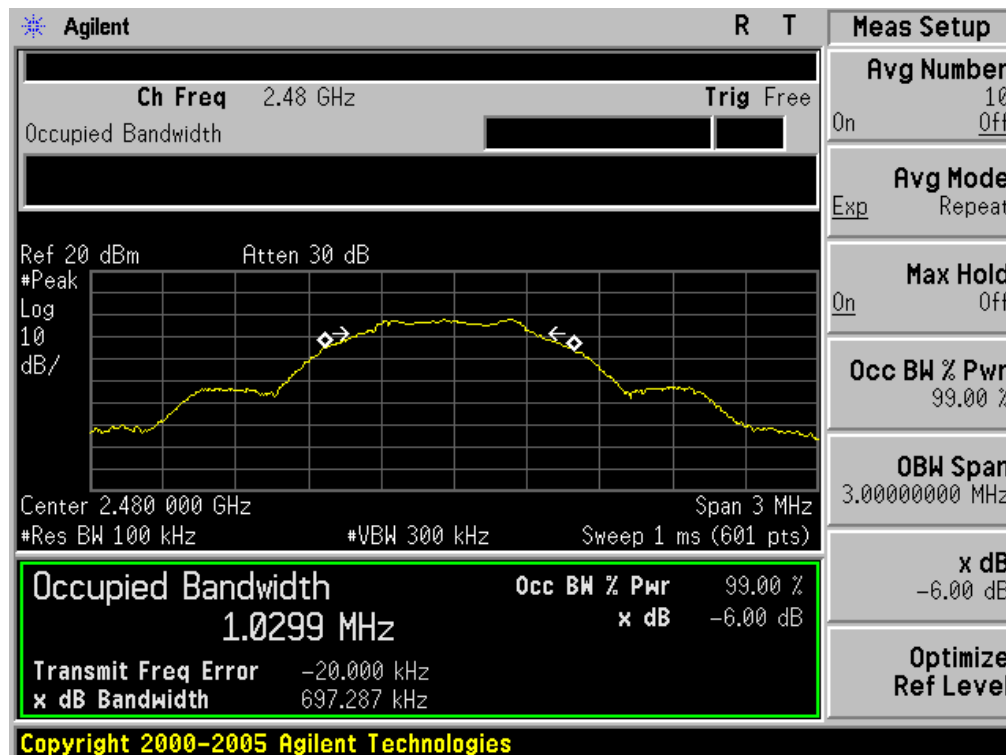 Agilent R T
Ch Freq 2.48 GHz Trig Free
Occupied Bandwidth
Ref 20 dBm Atten 30 dB
#Peak
Log
10
dB/
Center 2.480 000 GHz Span 3 MHz
#Res BW 100 kHz #VBW 300 kHz Sweep 1 ms (601 pts)
Occupied Bandwidth
1.0299 MHz
Occ BW % Pwr 99.00 %
x dB -6.00 dB
Transmit Freq Error -20.000 kHz
x dB Bandwidth 697.287 kHz
Copyright 2000-2005 Agilent Technologies
Meas Setup
Avg Number
10
On Off
Avg Mode
Exp Repeat
Max Hold
On Off
Occ BW % Pwr
99.00 %
OBW Span
3.00000000 MHz
x dB
-6.00 dB
Optimize
Ref Level